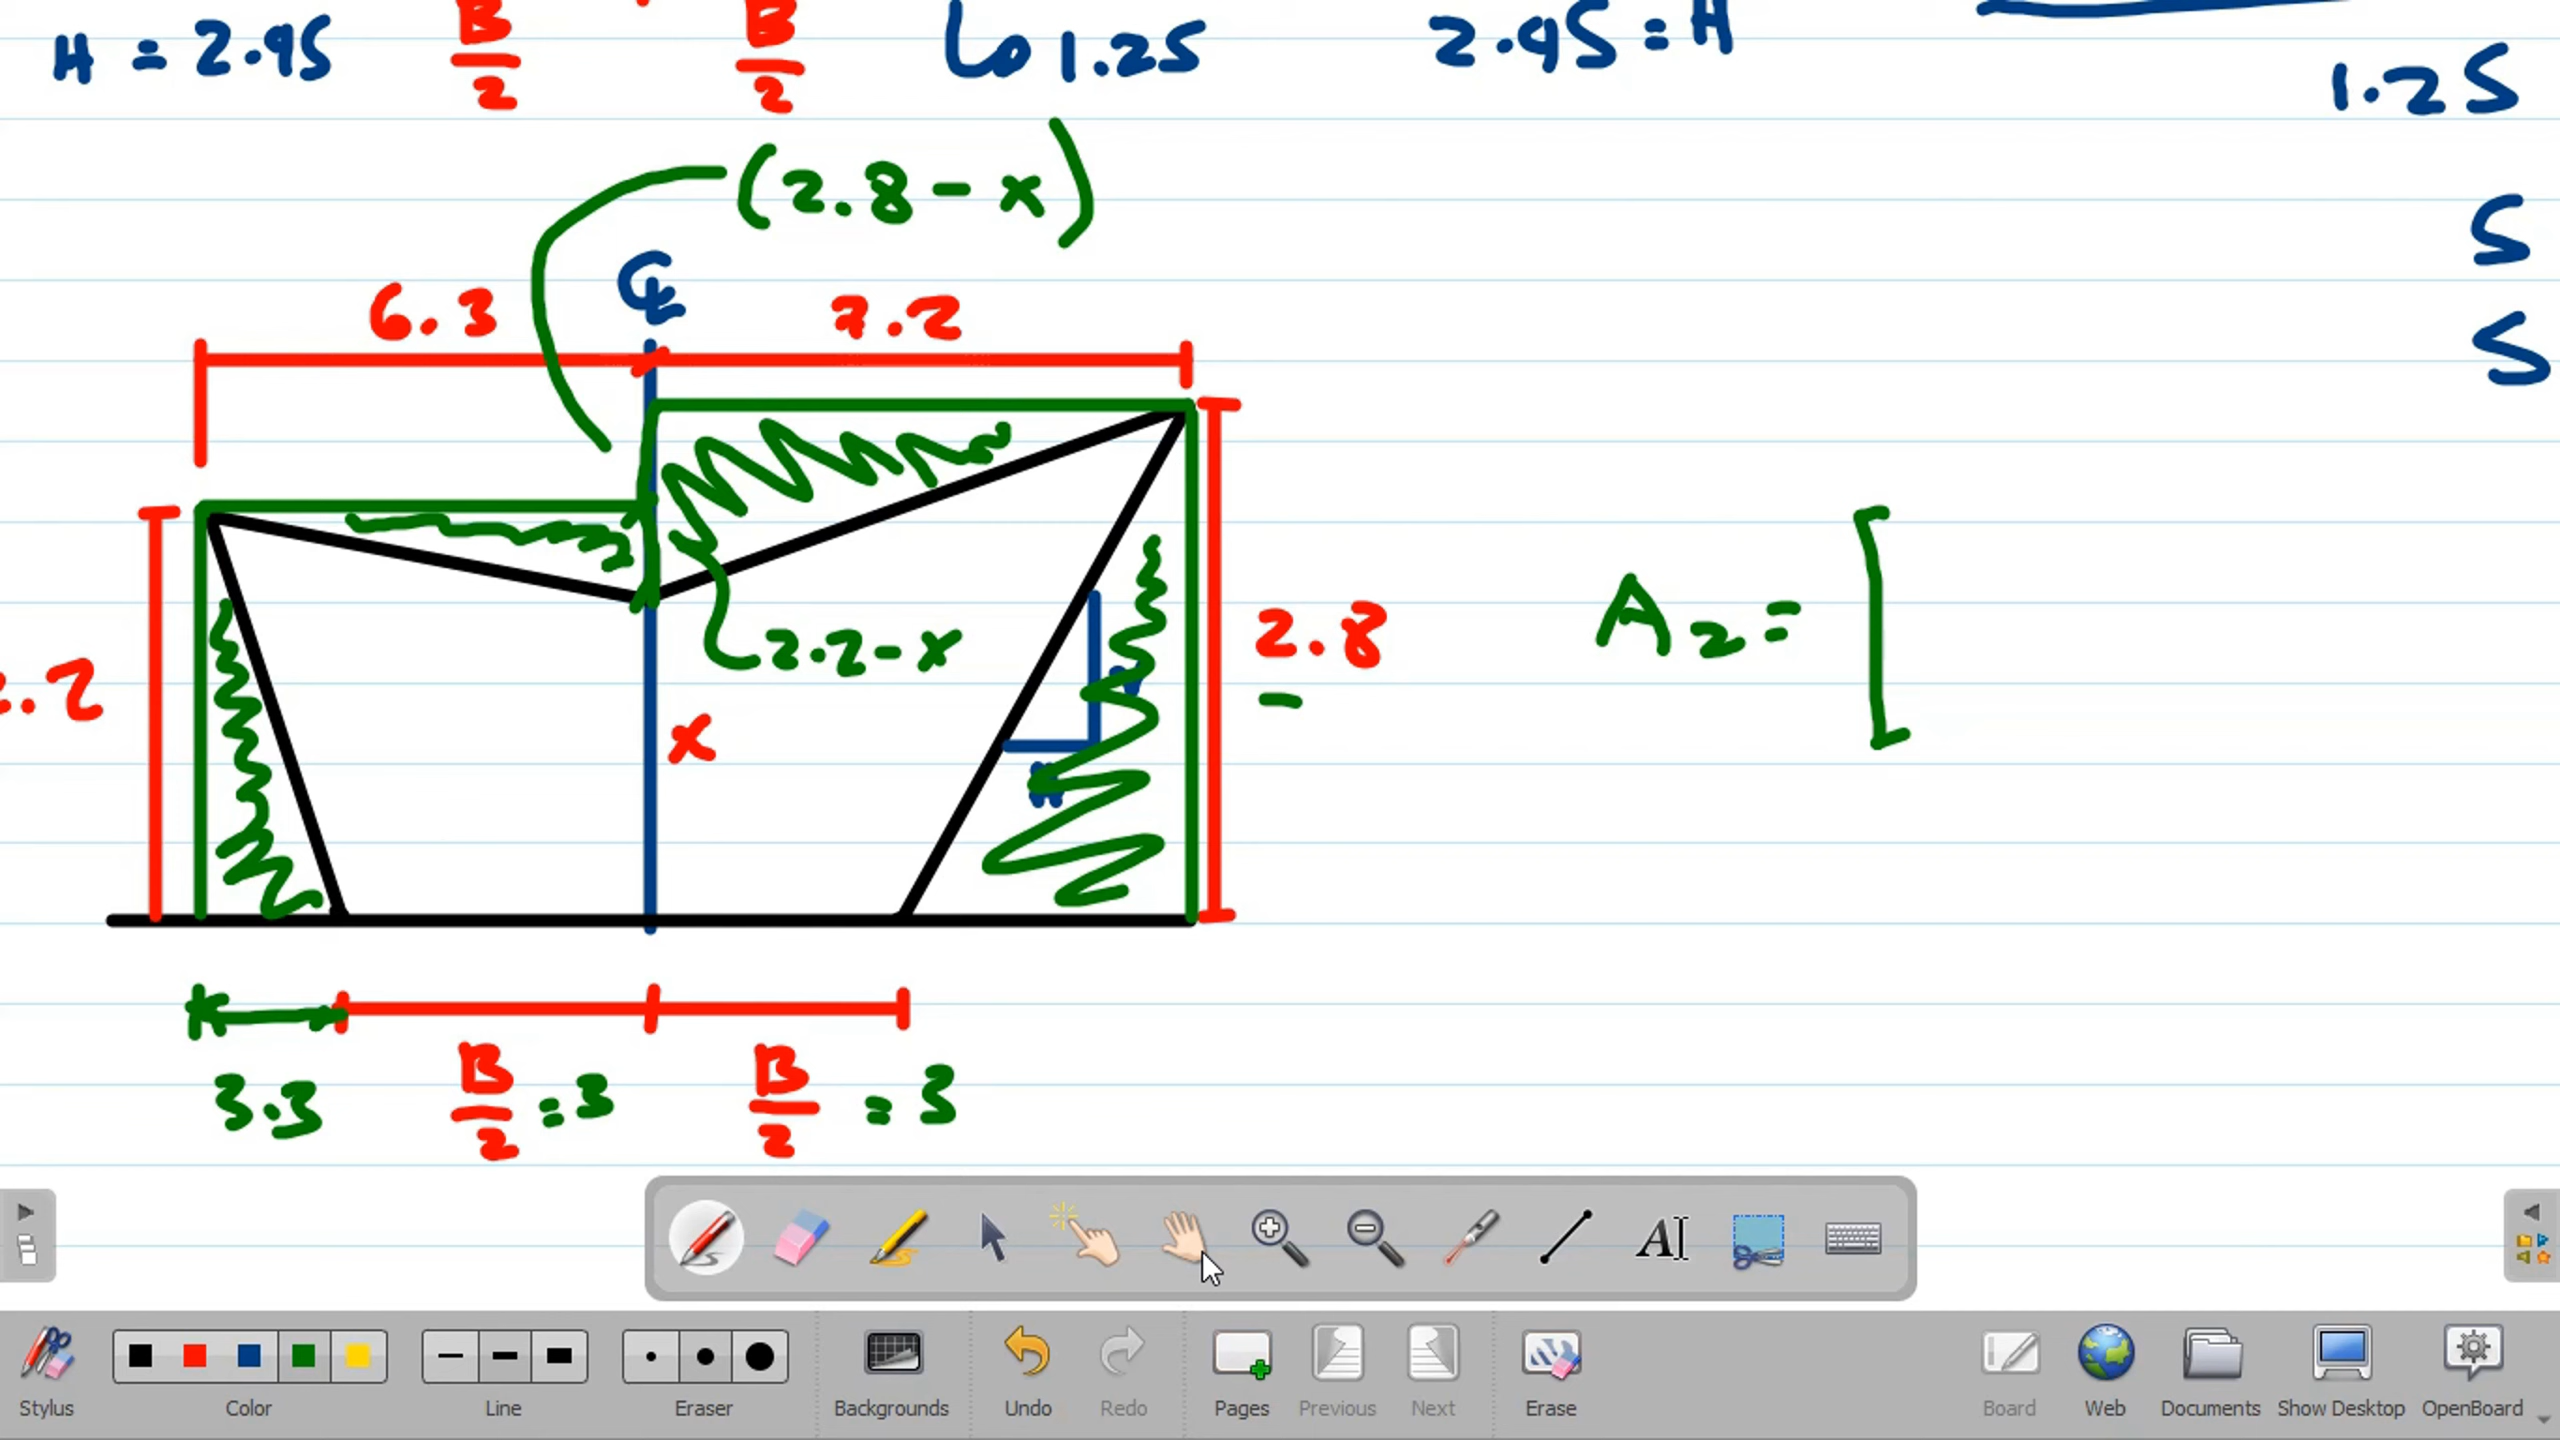 H = 2.95 B/2 B/2 ↳ 1.25 2.95 = H
1.25
(2.8 - x)
S
℄
6.3 7.2
S
A2 = [
2.8
2.2 - x
.2
x
3.3 B/2 = 3 B/2 = 3
Stylus Color Line Eraser Backgrounds Undo Redo Pages Previous Next Erase Board Web Documents Show Desktop OpenBoard